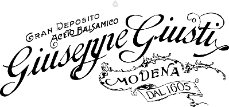 Gran Deposito
Aceto Balsamico
Giuseppe Giusti
Modena
Dal 1605